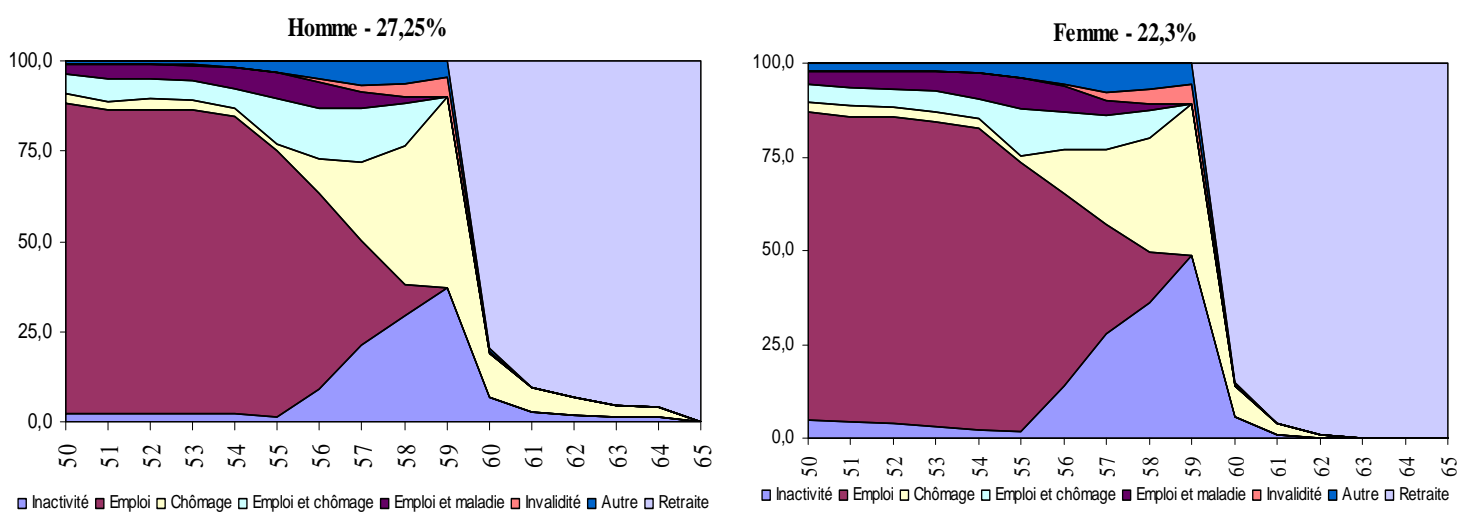 Homme - 27,25%
100,0
75,0
50,0
25,0
0,0
50 51 52 53 54 55 56 57 58 59 60 61 62 63 64 65
Inactivité Emploi Chômage Emploi et chômage Emploi et maladie Invalidité Autre Retraite
Femme - 22,3%
100,0
75,0
50,0
25,0
0,0
50 51 52 53 54 55 56 57 58 59 60 61 62 63 64 65
Inactivité Emploi Chômage Emploi et chômage Emploi et maladie Invalidité Autre Retraite